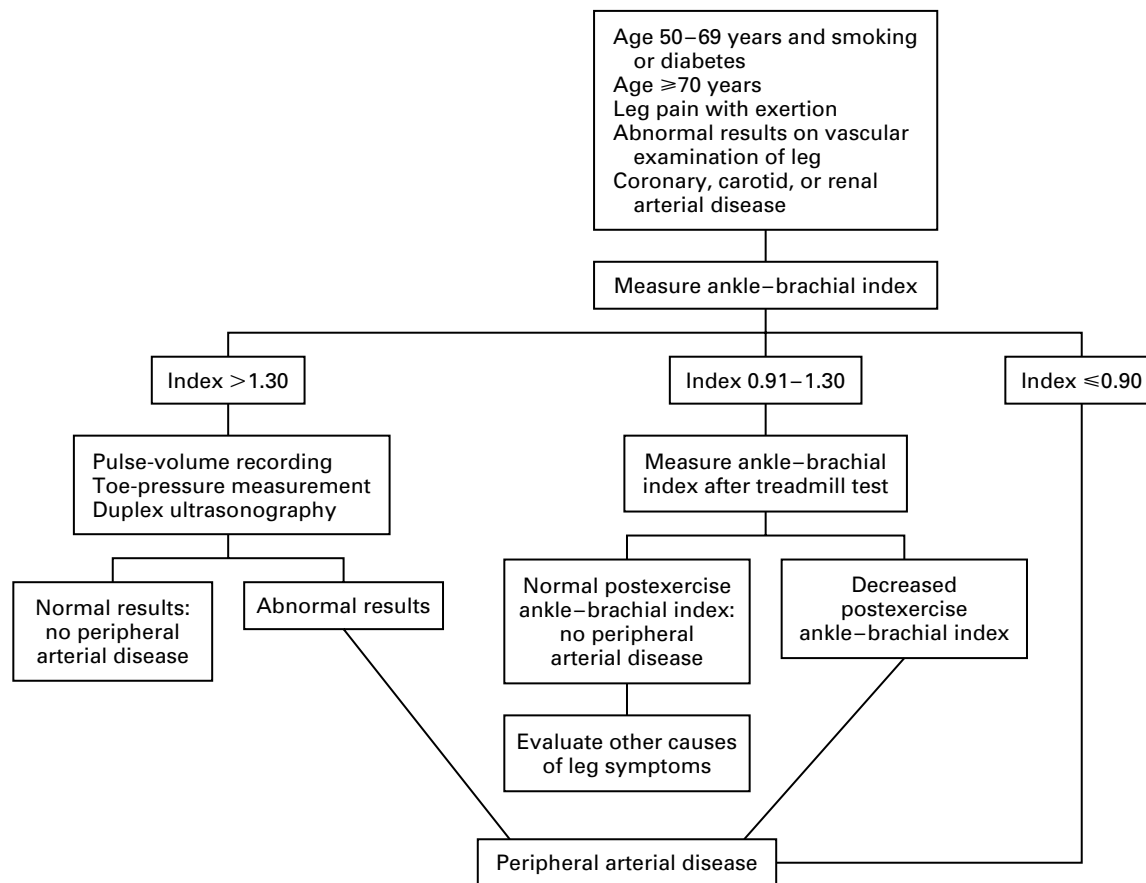 Age 50–69 years and smoking
or diabetes
Age ⩾70 years
Leg pain with exertion
Abnormal results on vascular
examination of leg
Coronary, carotid, or renal
arterial disease
Measure ankle–brachial index
Index >1.30
Index 0.91–1.30
Index ⩽0.90
Pulse-volume recording
Toe-pressure measurement
Duplex ultrasonography
Measure ankle–brachial
index after treadmill test
Normal results:
no peripheral
arterial disease
Abnormal results
Normal postexercise
ankle–brachial index:
no peripheral
arterial disease
Decreased
postexercise
ankle–brachial index
Evaluate other causes
of leg symptoms
Peripheral arterial disease